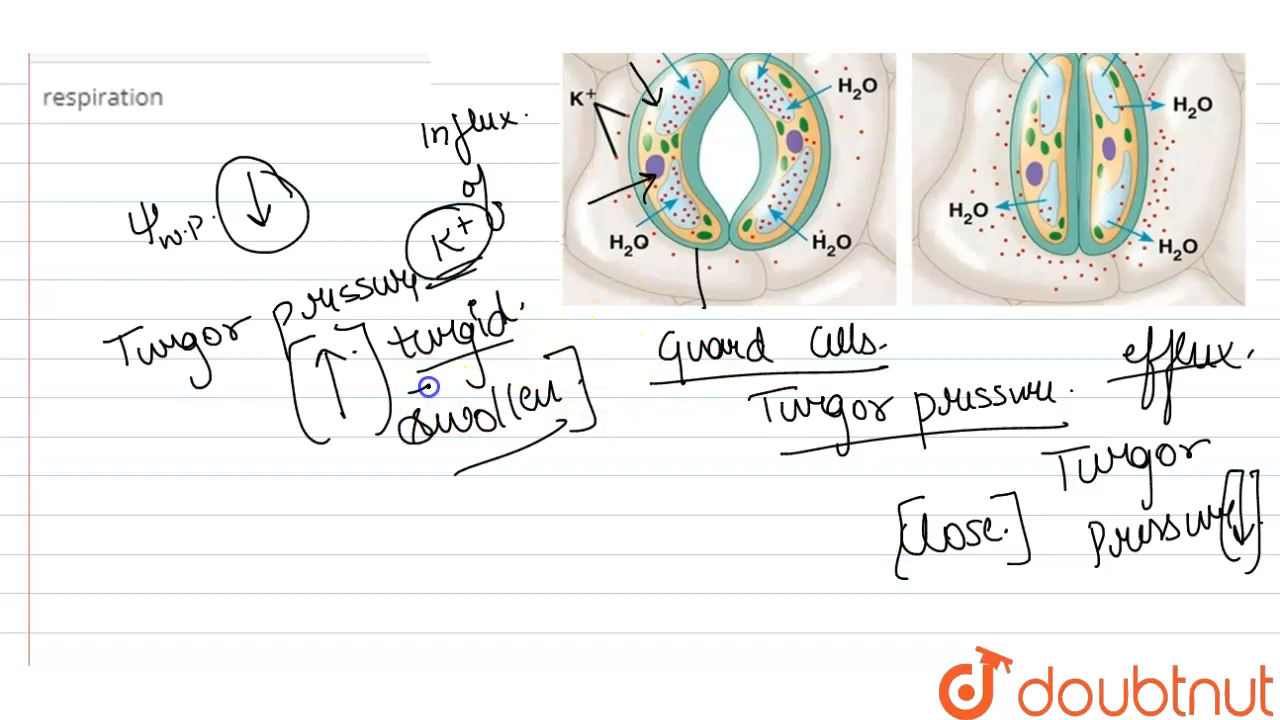 respiration
Influx.
of
K+
Ψw.p. ↓
Turgor pressure
[↑]
turgid.
swollen]
K+
H₂O
H₂O
H₂O
H₂O
H₂O
H₂O
Guard Cells.
Turgor pressure.
efflux.
Turgor
Pressure[↓]
[Close.]
doubtnut